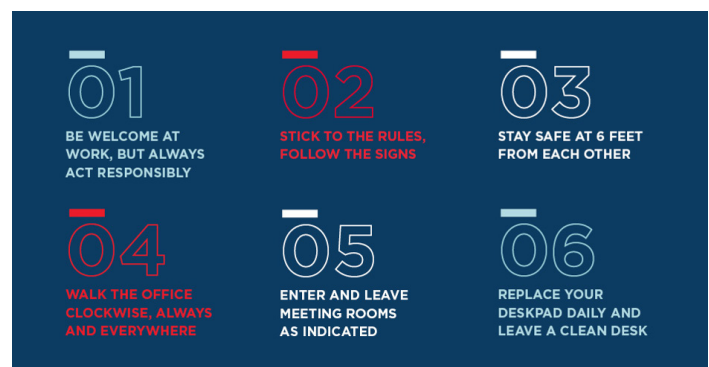 01
BE WELCOME AT
WORK, BUT ALWAYS
ACT RESPONSIBLY
02
STICK TO THE RULES,
FOLLOW THE SIGNS
03
STAY SAFE AT 6 FEET
FROM EACH OTHER
04
WALK THE OFFICE
CLOCKWISE, ALWAYS
AND EVERYWHERE
05
ENTER AND LEAVE
MEETING ROOMS
AS INDICATED
06
REPLACE YOUR
DESKPAD DAILY AND
LEAVE A CLEAN DESK